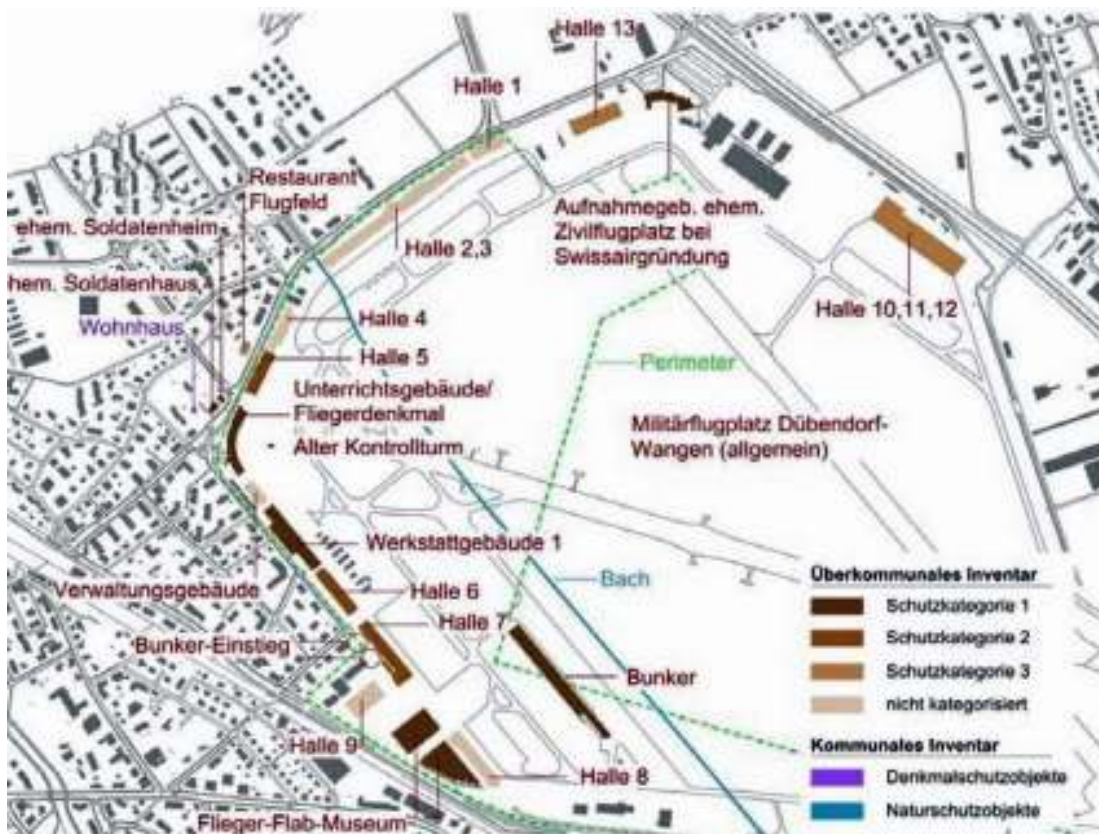 Halle 13
Halle 1
Restaurant
Flugfeld
ehem. Soldatenheim
hem. Soldatenhaus
Wohnhaus
Aufnahmegeb. ehem.
Zivilflugplatz bei
Swissairgründung
Halle 2,3
Halle 10,11,12
Halle 4
Halle 5
Perimeter
Unterrichtsgebäude/
Fliegerdenkmal
Alter Kontrollturm
Militärflugplatz Dübendorf-
Wangen (allgemein)
Werkstattgebäude 1
Verwaltungsgebäude
Bach
Halle 6
Halle 7
Bunker-Einstieg
Bunker
Halle 9
Halle 8
Flieger-Flab-Museum
Überkommunales Inventar
Schutzkategorie 1
Schutzkategorie 2
Schutzkategorie 3
nicht kategorisiert
Kommunales Inventar
Denkmalschutzobjekte
Naturschutzobjekte